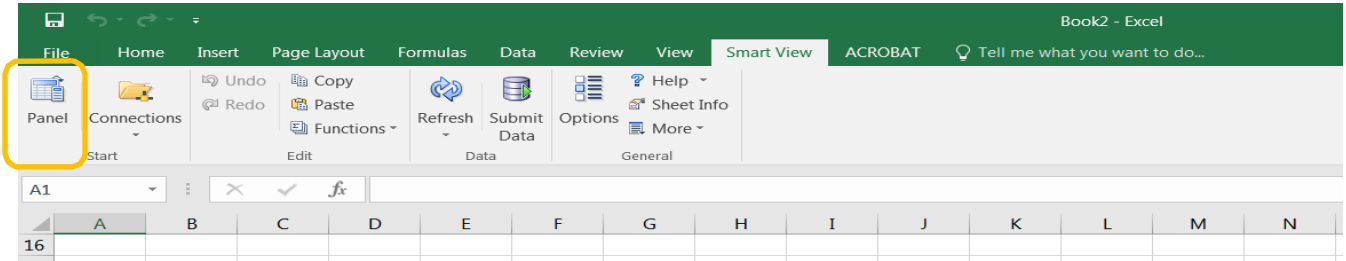 Book2 - Excel
File Home Insert Page Layout Formulas Data Review View Smart View ACROBAT Tell me what you want to do...
Panel Connections Undo Redo Copy Paste Functions Refresh Submit Data Options Help Sheet Info More
Start Edit Data General
A1 fx
A B C D E F G H I J K L M N
16